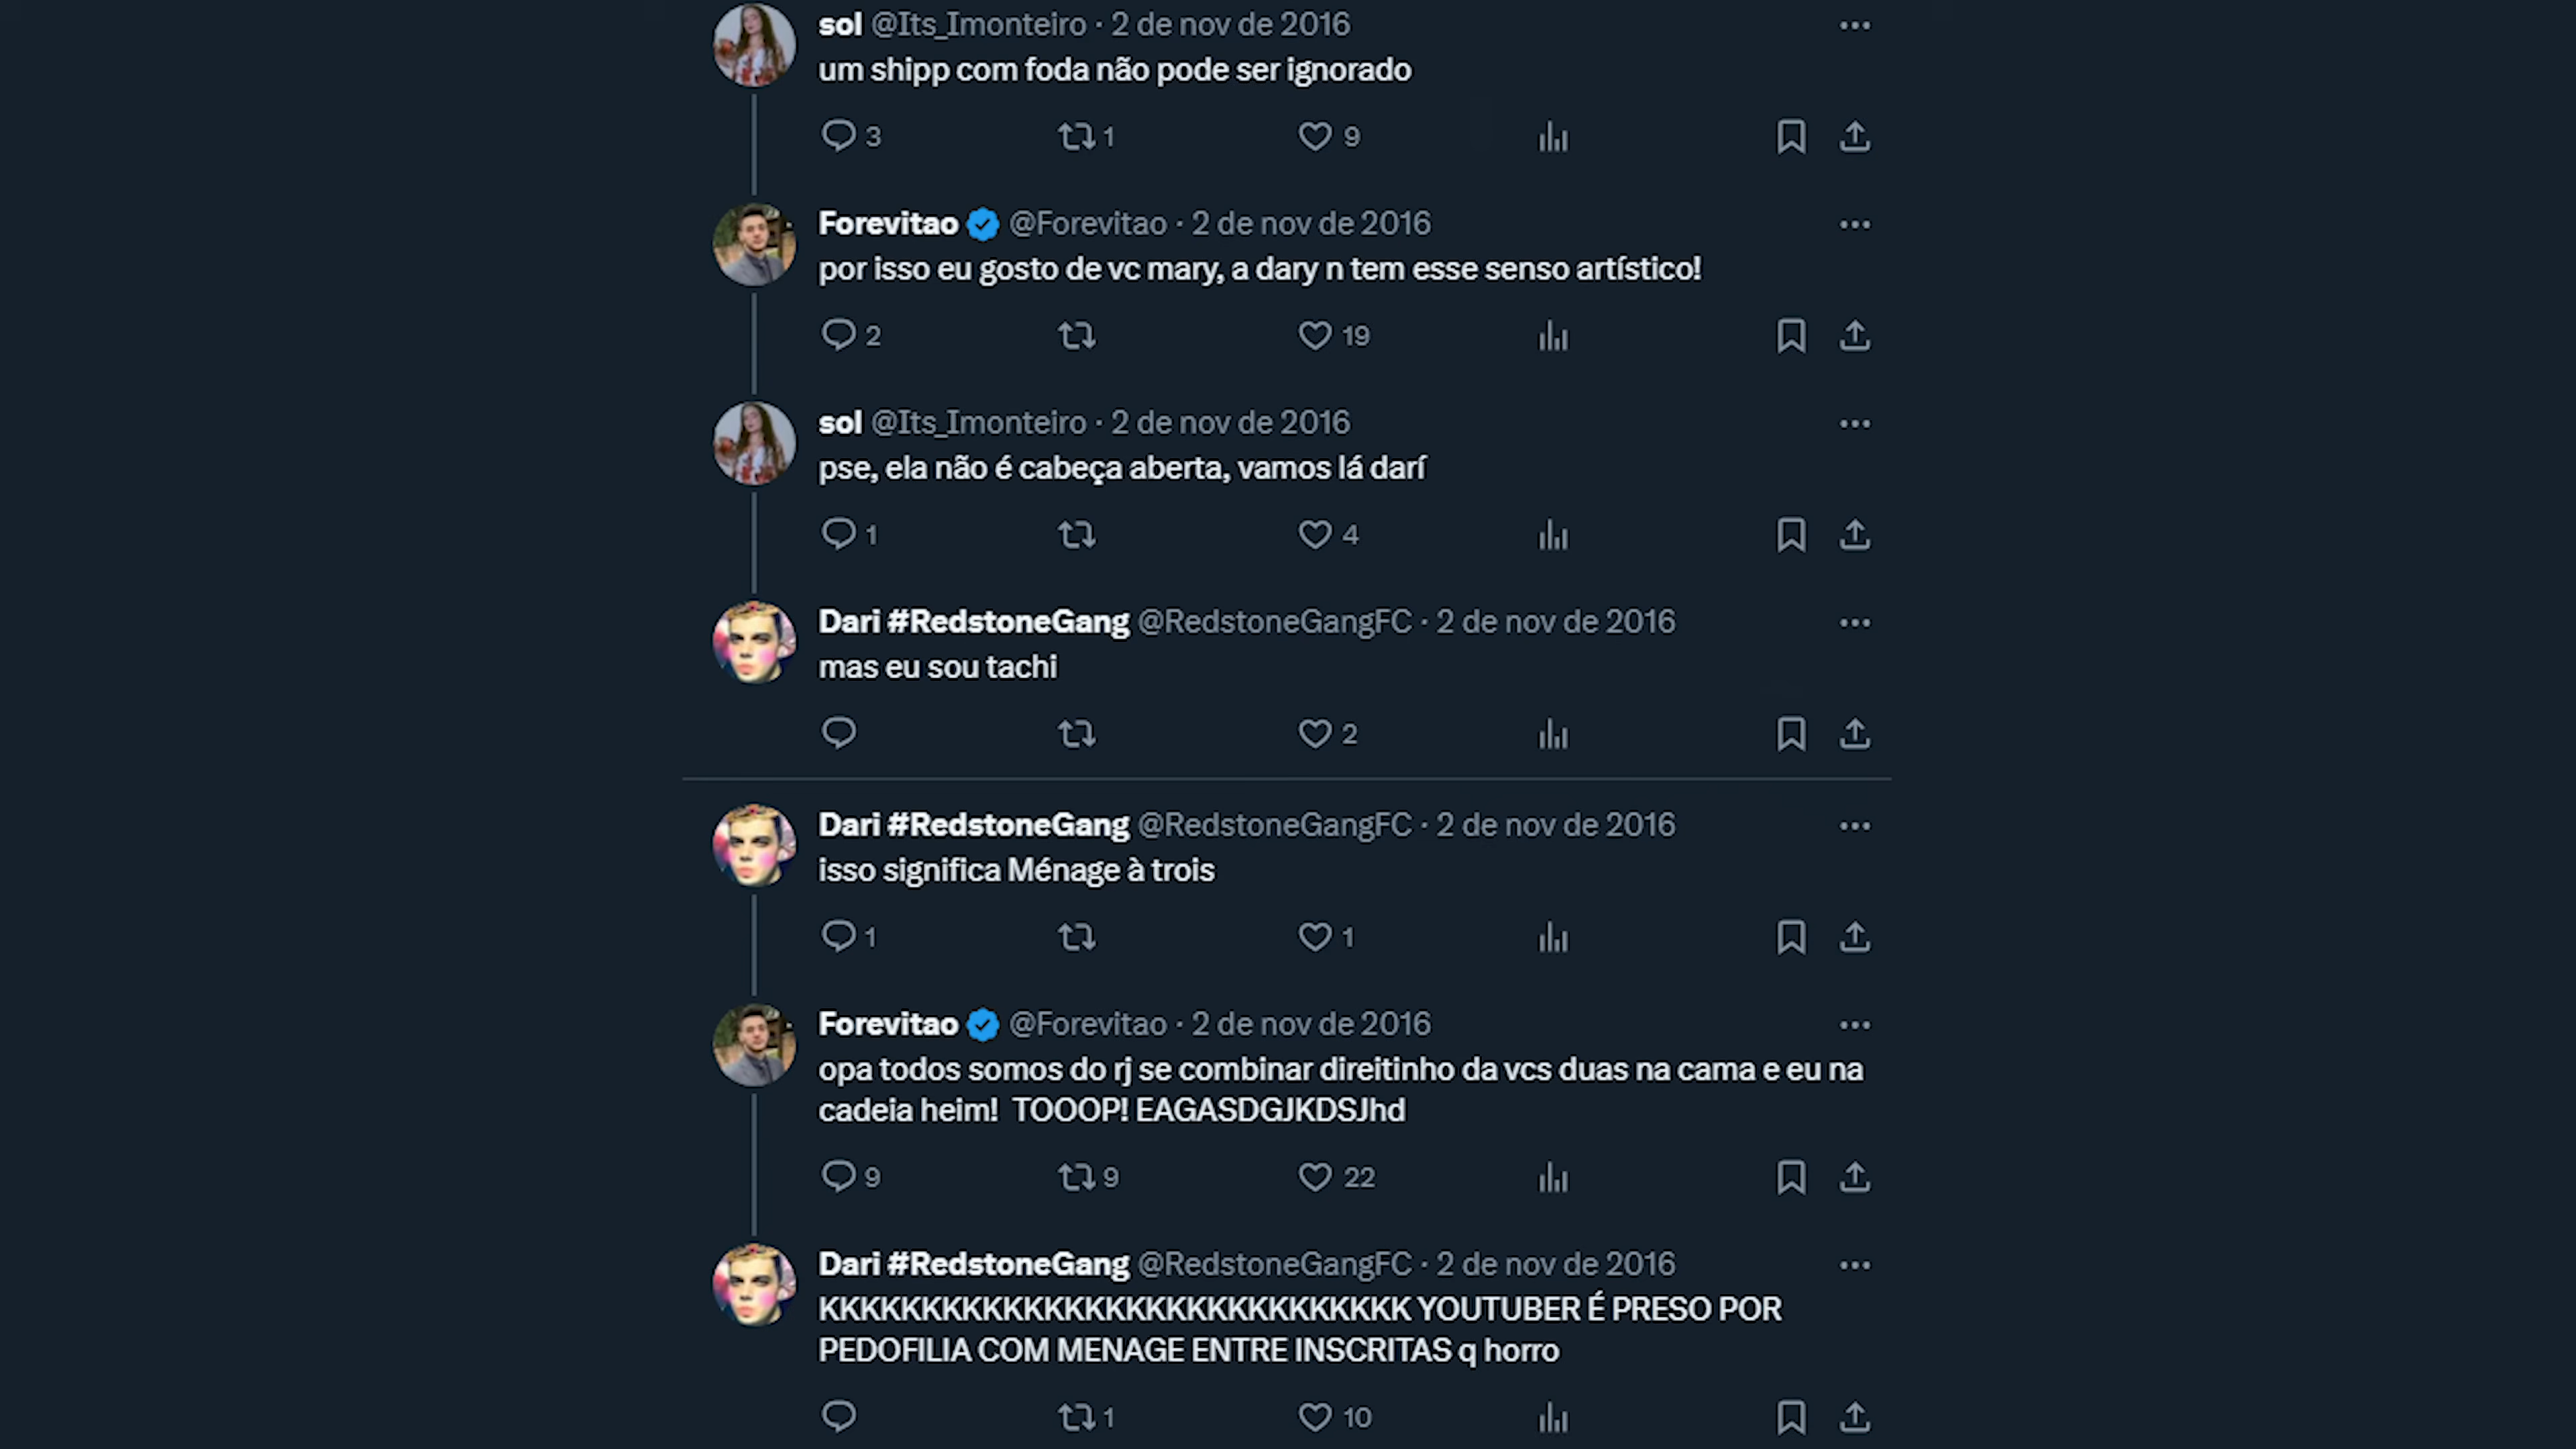 sol @Its_Imonteiro · 2 de nov de 2016
um shipp com foda não pode ser ignorado
3 1 9
Forevitao @Forevitao · 2 de nov de 2016
por isso eu gosto de vc mary, a dary n tem esse senso artístico!
2 19
sol @Its_Imonteiro · 2 de nov de 2016
pse, ela não é cabeça aberta, vamos lá darí
1 4
Dari #RedstoneGang @RedstoneGangFC · 2 de nov de 2016
mas eu sou tachi
2
Dari #RedstoneGang @RedstoneGangFC · 2 de nov de 2016
isso significa Ménage à trois
1 1
Forevitao @Forevitao · 2 de nov de 2016
opa todos somos do rj se combinar direitinho da vcs duas na cama e eu na
cadeia heim! TOOOP! EAGASDGJKDSJhd
9 9 22
Dari #RedstoneGang @RedstoneGangFC · 2 de nov de 2016
KKKKKKKKKKKKKKKKKKKKKKKKKKKKK YOUTUBER É PRESO POR
PEDOFILIA COM MENAGE ENTRE INSCRITAS q horro
1 10